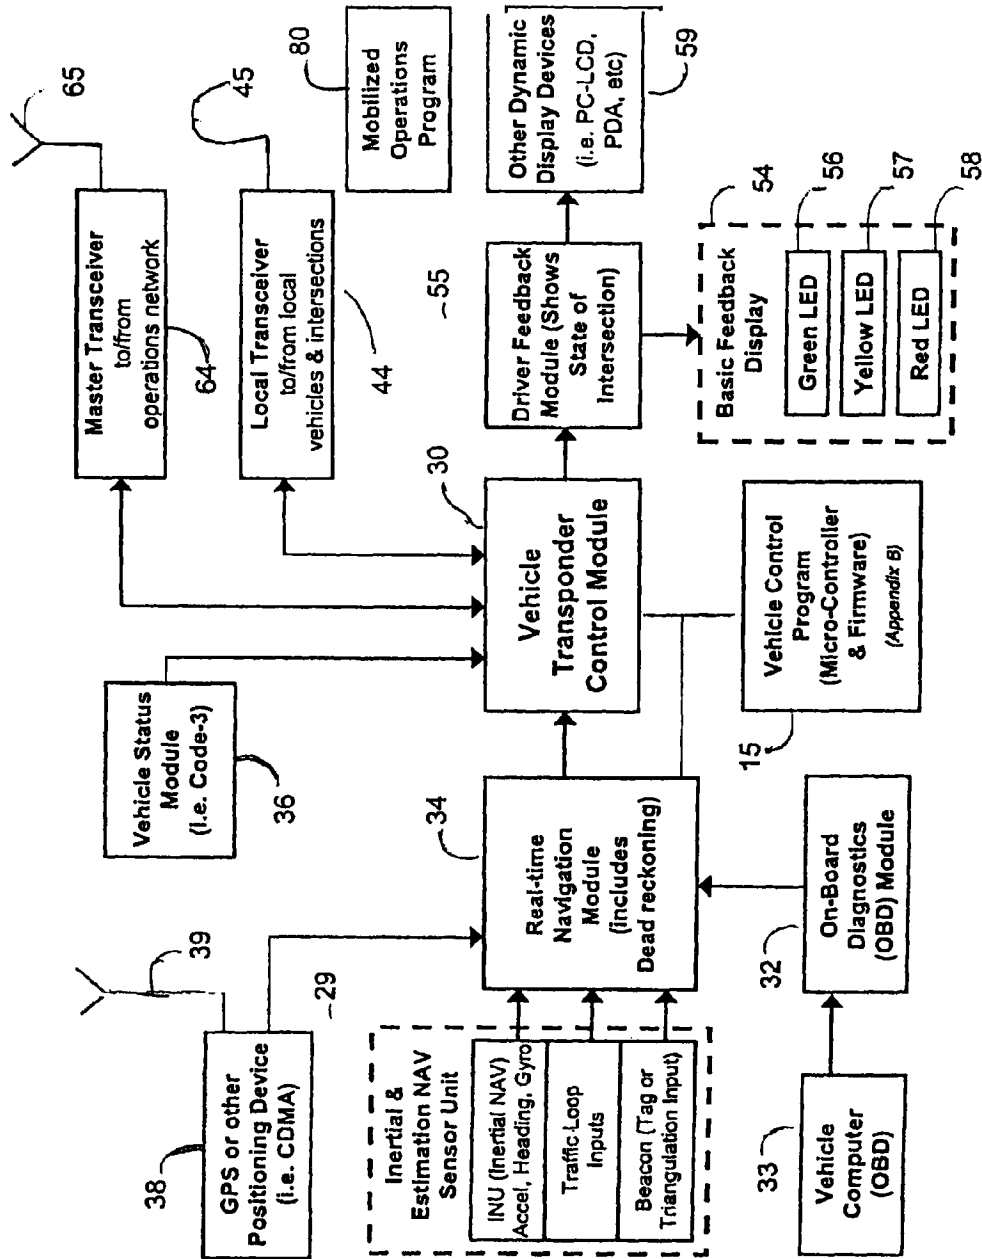 65
Master Transceiver
to/from
operations network
64
45
Local Transceiver
to/from local
vehicles & intersections
44
80
Mobilized
Operations
Program
Vehicle Status
Module
(i.e. Code-3)
36
39
38
GPS or other
Positioning Device
(i.e. CDMA)
29
Inertial &
Estimation NAV
Sensor Unit
INU (Inertial NAV)
Accel, Heading, Gyro
Traffic-Loop
Inputs
Beacon (Tag or
Triangulation Input)
34
Real-time
Navigation
Module
(includes
Dead reckoning)
30
Vehicle
Transponder
Control Module
55
Driver Feedback
Module (Shows
State of
Intersection)
Other Dynamic
Display Devices
(i.e. PC-LCD,
PDA, etc)
59
33
Vehicle
Computer
(OBD)
32
On-Board
Diagnostics
(OBD) Module
15
Vehicle Control
Program
(Micro-Controller
& Firmware)
(Appendix B)
54
Basic Feedback
Display
Green LED
56
Yellow LED
57
Red LED
58